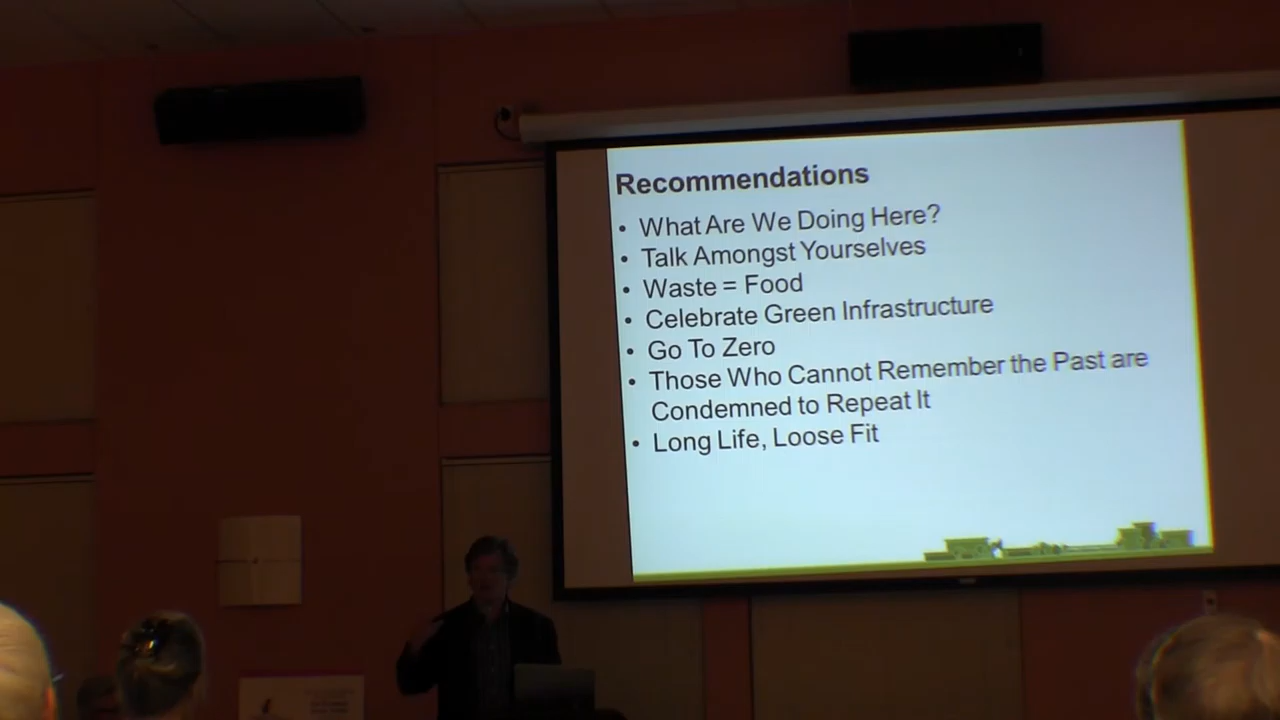 Recommendations
• What Are We Doing Here?
• Talk Amongst Yourselves
• Waste = Food
• Celebrate Green Infrastructure
• Go To Zero
• Those Who Cannot Remember the Past are
Condemned to Repeat It
• Long Life, Loose Fit